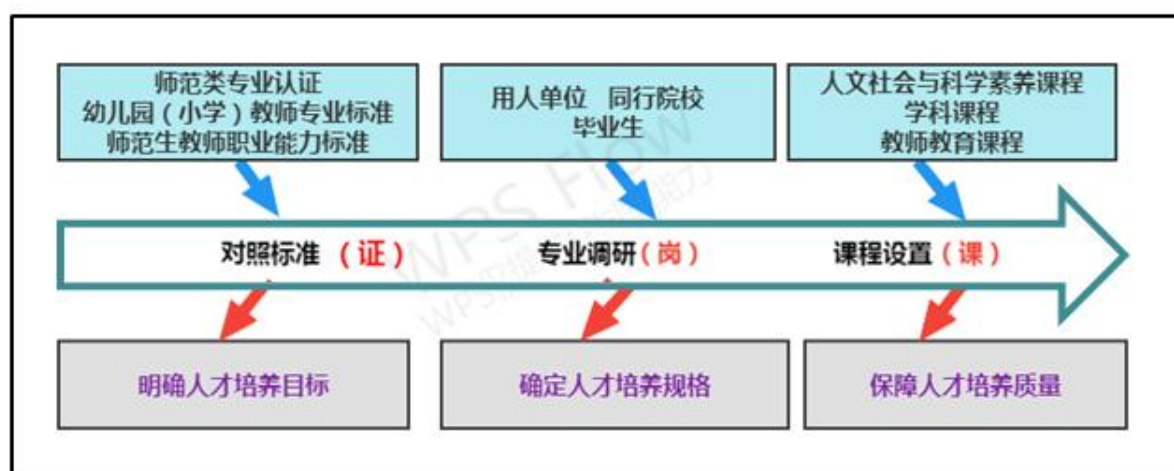 师范类专业认证
幼儿园（小学）教师专业标准
师范生教师职业能力标准
用人单位 同行院校
毕业生
人文社会与科学素养课程
学科课程
教师教育课程
对照标准（证）
专业调研（岗）
课程设置（课）
明确人才培养目标
确定人才培养规格
保障人才培养质量
WPS Flow